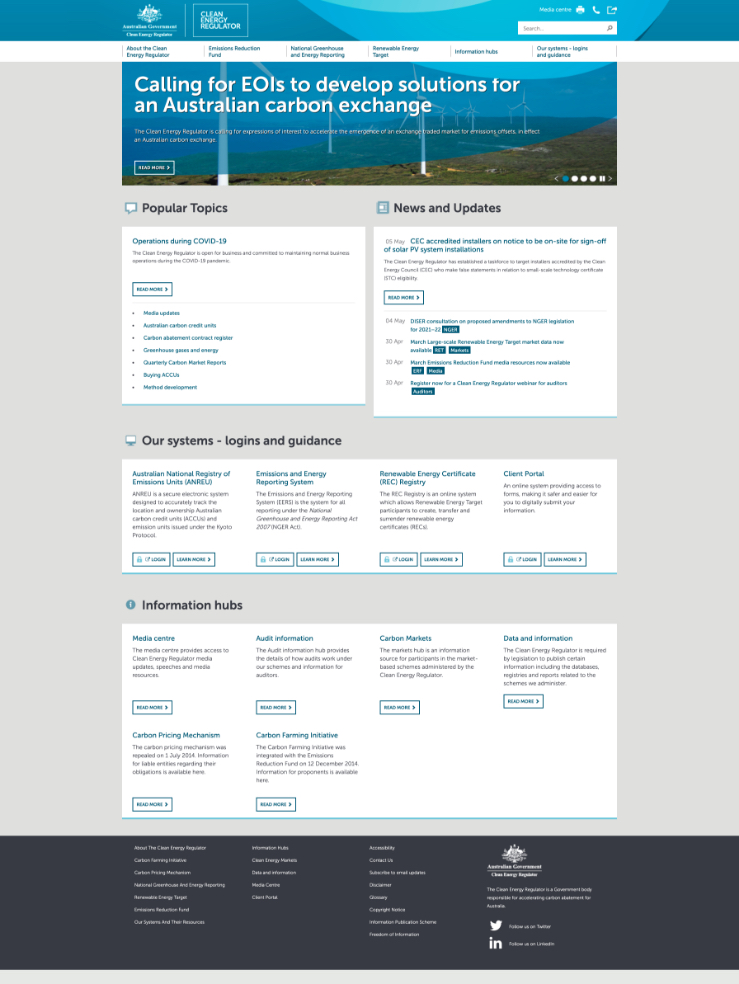 Media centre
Australian Government
Clean Energy Regulator
CLEAN
ENERGY
REGULATOR
Search...
About the Clean
Energy Regulator
Emissions Reduction
Fund
National Greenhouse
and Energy Reporting
Renewable Energy
Target
Information hubs
Our systems - logins
and guidance
Calling for EOIs to develop solutions for
an Australian carbon exchange
The Clean Energy Regulator is calling for expressions of interest to accelerate the emergence of an exchange traded market for emissions offsets, in effect
an Australian carbon exchange.
READ MORE
Popular Topics
Operations during COVID-19
The Clean Energy Regulator is open for business and committed to maintaining normal business
operations during the COVID-19 pandemic.
READ MORE
• Media updates
• Australian carbon credit units
• Carbon abatement contract register
• Greenhouse gases and energy
• Quarterly Carbon Market Reports
• Buying ACCUs
• Method development
News and Updates
05 May CEC accredited installers on notice to be on-site for sign-off
of solar PV system installations
The Clean Energy Regulator has established a taskforce to target installers accredited by the Clean
Energy Council (CEC) who make false statements in relation to small-scale technology certificate
(STC) eligibility.
READ MORE
04 May DISER consultation on proposed amendments to NGER legislation
for 2021–22 NGER
30 Apr March Large-scale Renewable Energy Target market data now
available RET Markets
30 Apr March Emissions Reduction Fund media resources now available
ERF Media
30 Apr Register now for a Clean Energy Regulator webinar for auditors
Auditors
Our systems - logins and guidance
Australian National Registry of
Emissions Units (ANREU)
ANREU is a secure electronic system
designed to accurately track the
location and ownership Australian
carbon credit units (ACCUs) and
emission units issued under the Kyoto
Protocol.
LOGIN LEARN MORE
Emissions and Energy
Reporting System
The Emissions and Energy Reporting
System (EERS) is the system for all
reporting under the National
Greenhouse and Energy Reporting Act
2007 (NGER Act).
LOGIN LEARN MORE
Renewable Energy Certificate
(REC) Registry
The REC Registry is an online system
which allows Renewable Energy Target
participants to create, transfer and
surrender renewable energy
certificates (RECs).
LOGIN LEARN MORE
Client Portal
An online system providing access to
forms, making it safer and easier for
you to digitally submit your
information.
LOGIN LEARN MORE
Information hubs
Media centre
The media centre provides access to
Clean Energy Regulator media
updates, speeches and media
resources.
READ MORE
Audit information
The Audit information hub provides
the details of how audits work under
our schemes and information for
auditors.
READ MORE
Carbon Markets
The markets hub is an information
source for participants in the market-
based schemes administered by the
Clean Energy Regulator.
READ MORE
Data and information
The Clean Energy Regulator is required
by legislation to publish certain
information including the databases,
registries and reports related to the
schemes we administer.
READ MORE
Carbon Pricing Mechanism
The carbon pricing mechanism was
repealed on 1 July 2014. Information
for liable entities regarding their
obligations is available here.
READ MORE
Carbon Farming Initiative
The Carbon Farming Initiative was
integrated with the Emissions
Reduction Fund on 12 December 2014.
Information for proponents is available
here.
READ MORE
About The Clean Energy Regulator
Carbon Farming Initiative
Carbon Pricing Mechanism
National Greenhouse And Energy Reporting
Renewable Energy Target
Emissions Reduction Fund
Our Systems And Their Resources
Information Hubs
Clean Energy Markets
Data and information
Media Centre
Client Portal
Accessibility
Contact Us
Subscribe to email updates
Disclaimer
Glossary
Copyright Notice
Information Publication Scheme
Freedom of Information
Australian Government
Clean Energy Regulator
The Clean Energy Regulator is a Government body
responsible for accelerating carbon abatement for
Australia.
Follow us on Twitter
in Follow us on LinkedIn